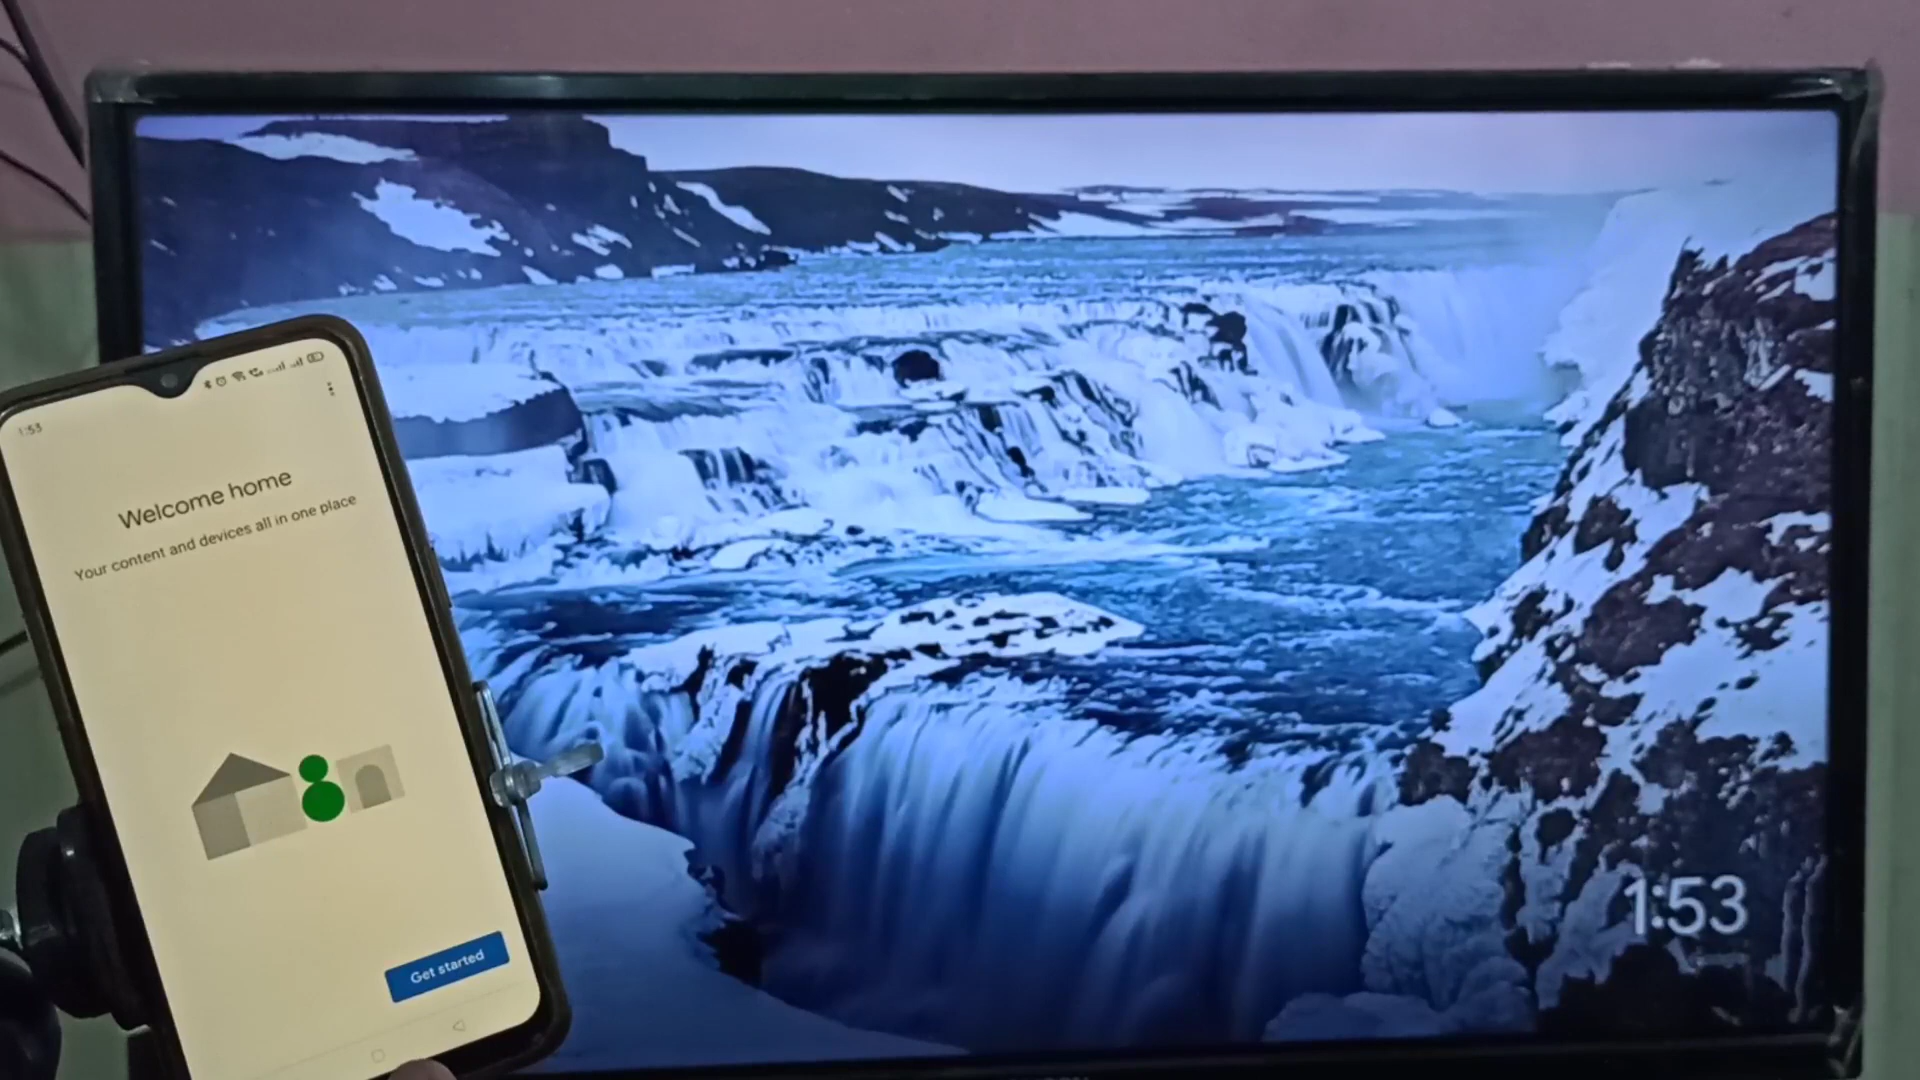 1:53
Welcome home
Your content and devices all in one place
Get started
1:53